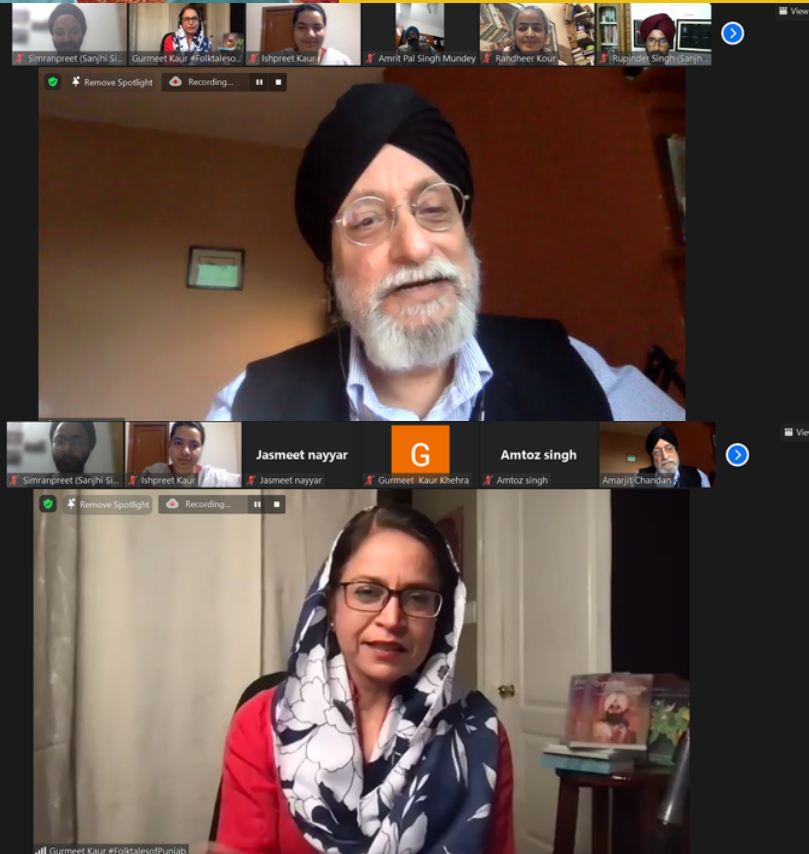 View
Simranpreet (Sanjhi Si...
Gurmeet Kaur #Folktaleso...
Ishpreet Kaur
Amrit Pal Singh Mundey
Randheer Kour
Rupinder Singh (Sanjh...
Remove Spotlight
Recording...
Vie
Jasmeet nayyar
G
Amtoz singh
Simranpreet (Sanjhi Si...
Ishpreet Kaur
Jasmeet nayyar
Gurmeet Kaur Khehra
Amtoz singh
Amarjit Chandan
Remove Spotlight
Recording...
Gurmeet Kaur #FolktalesofPunjab